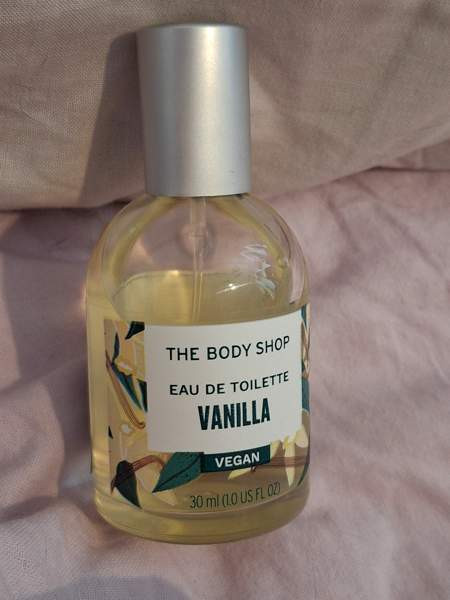 THE BODY SHOP
EAU DE TOILETTE
VANILLA
VEGAN
30 ml (1.0 US FL OZ)